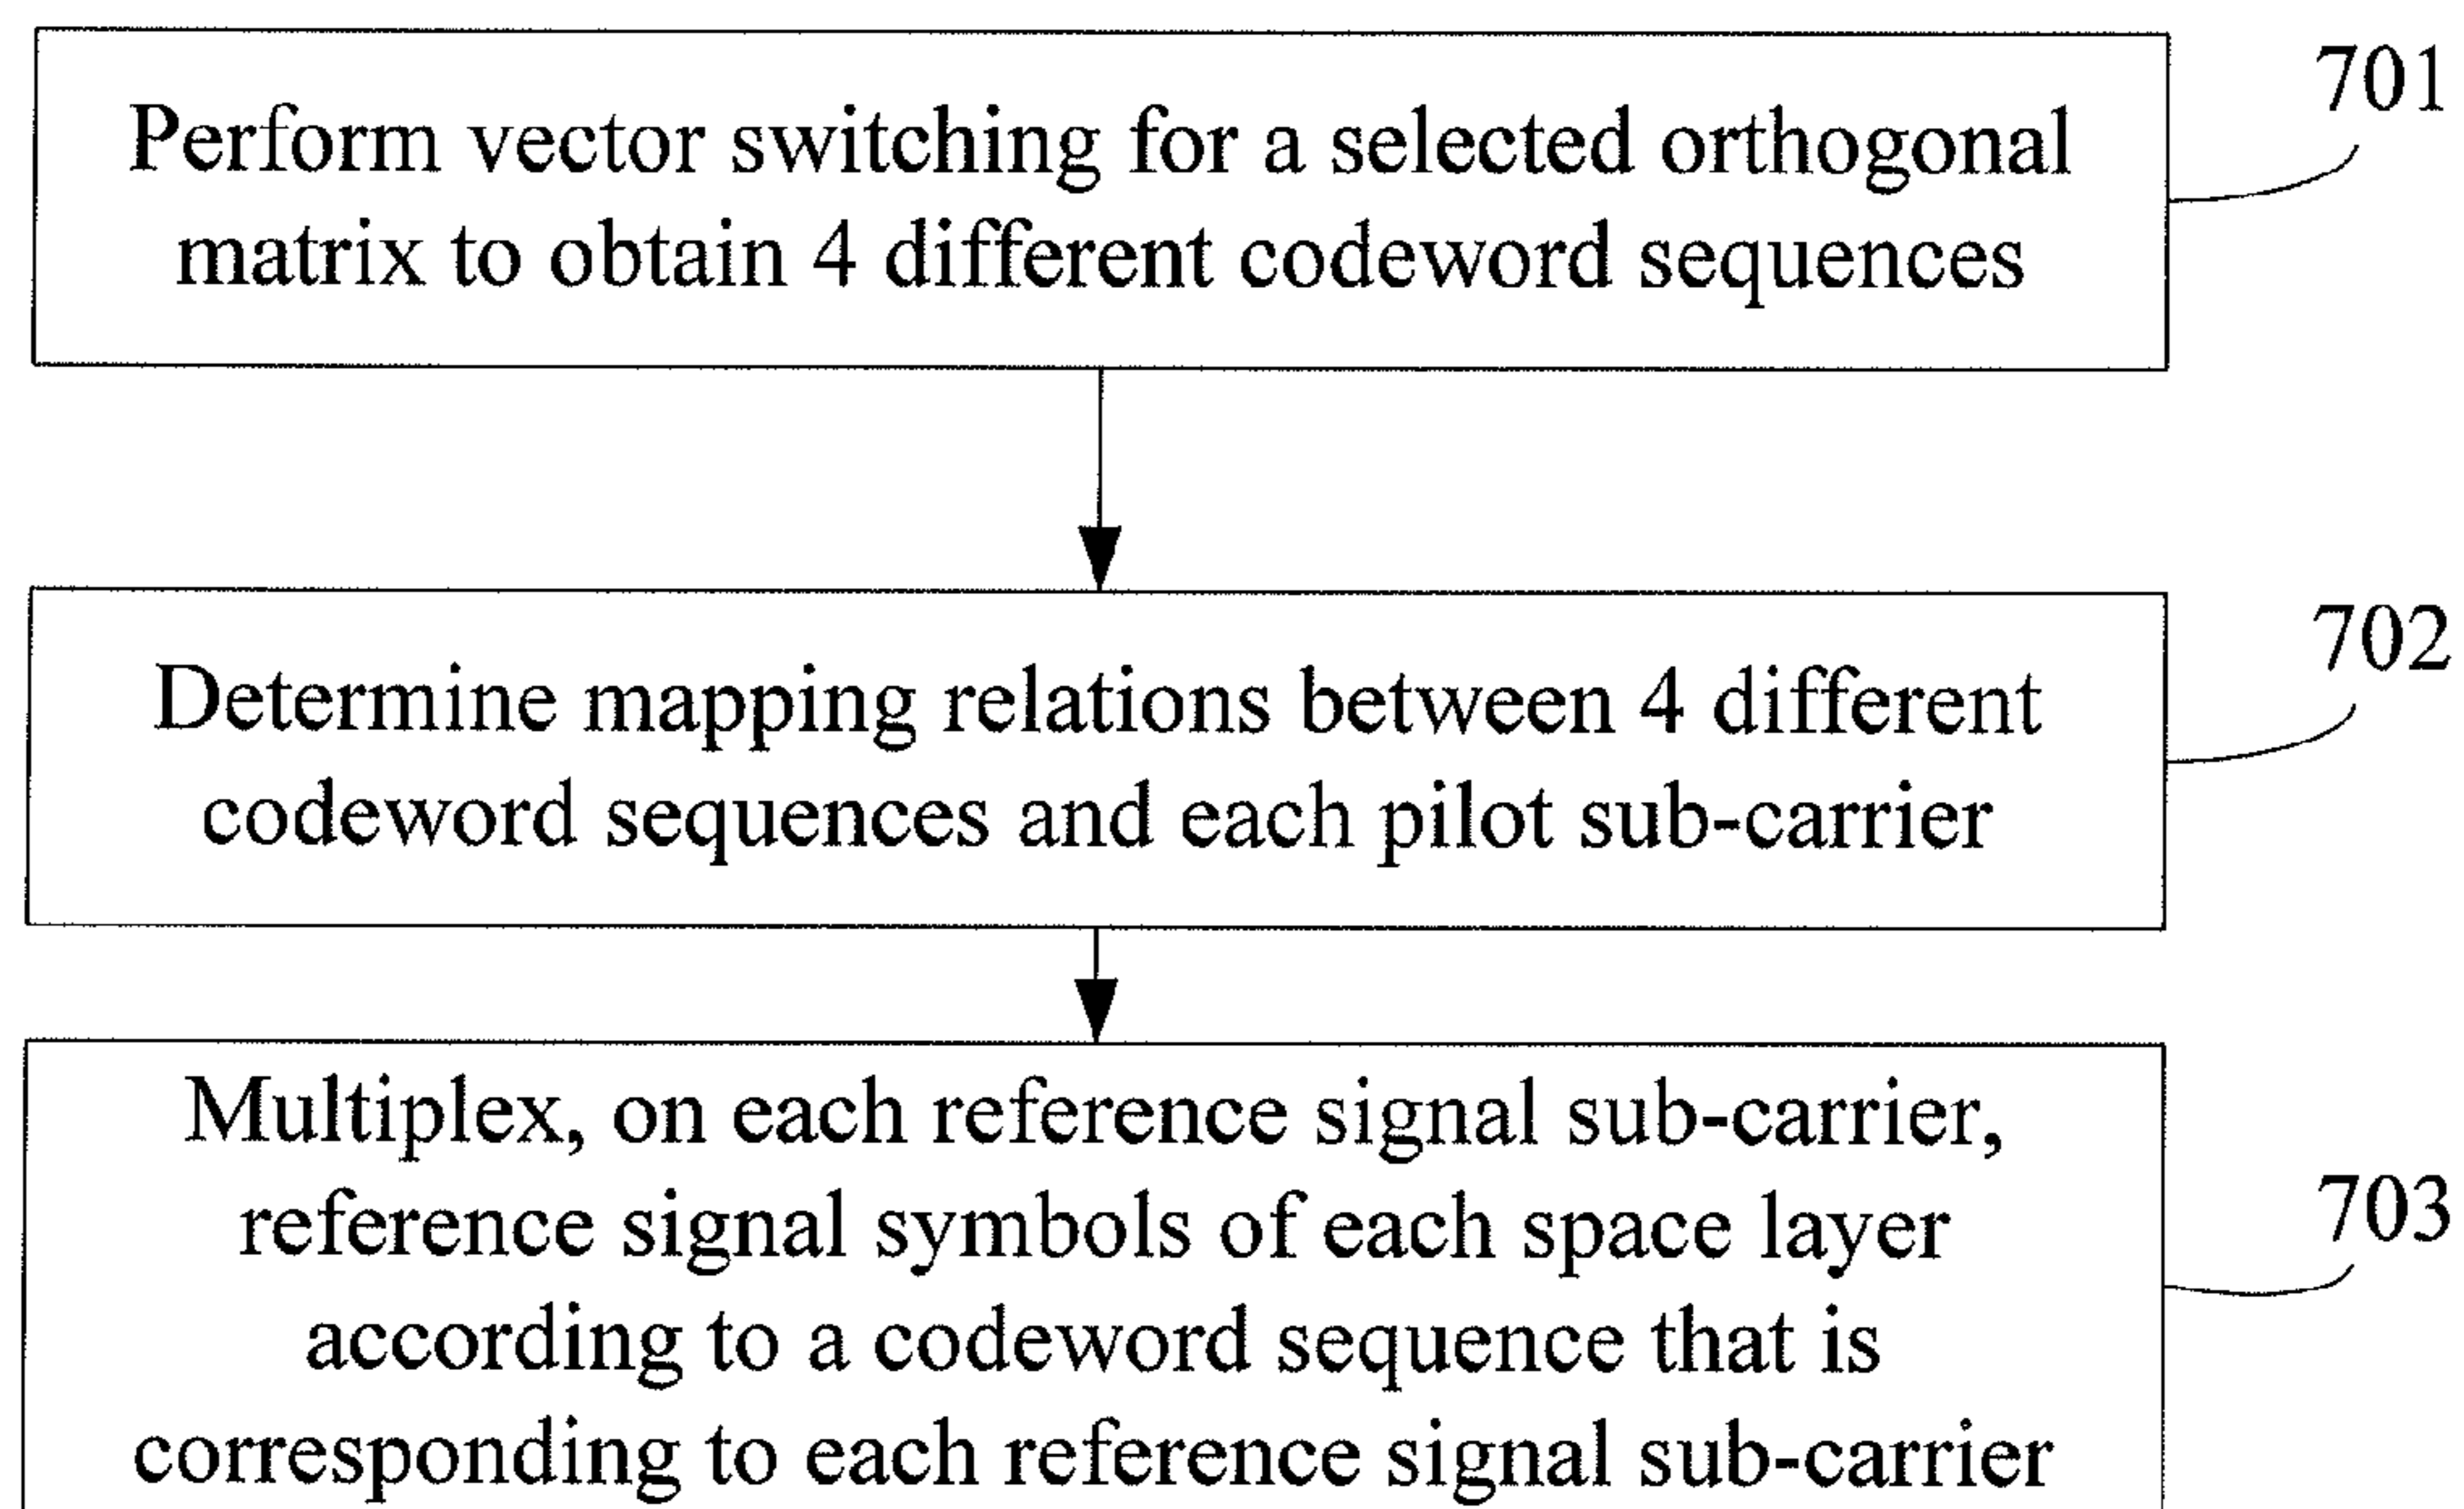 Perform vector switching for a selected orthogonal
matrix to obtain 4 different codeword sequences
701
Determine mapping relations between 4 different
codeword sequences and each pilot sub-carrier
702
Multiplex, on each reference signal sub-carrier,
reference signal symbols of each space layer
according to a codeword sequence that is
corresponding to each reference signal sub-carrier
703